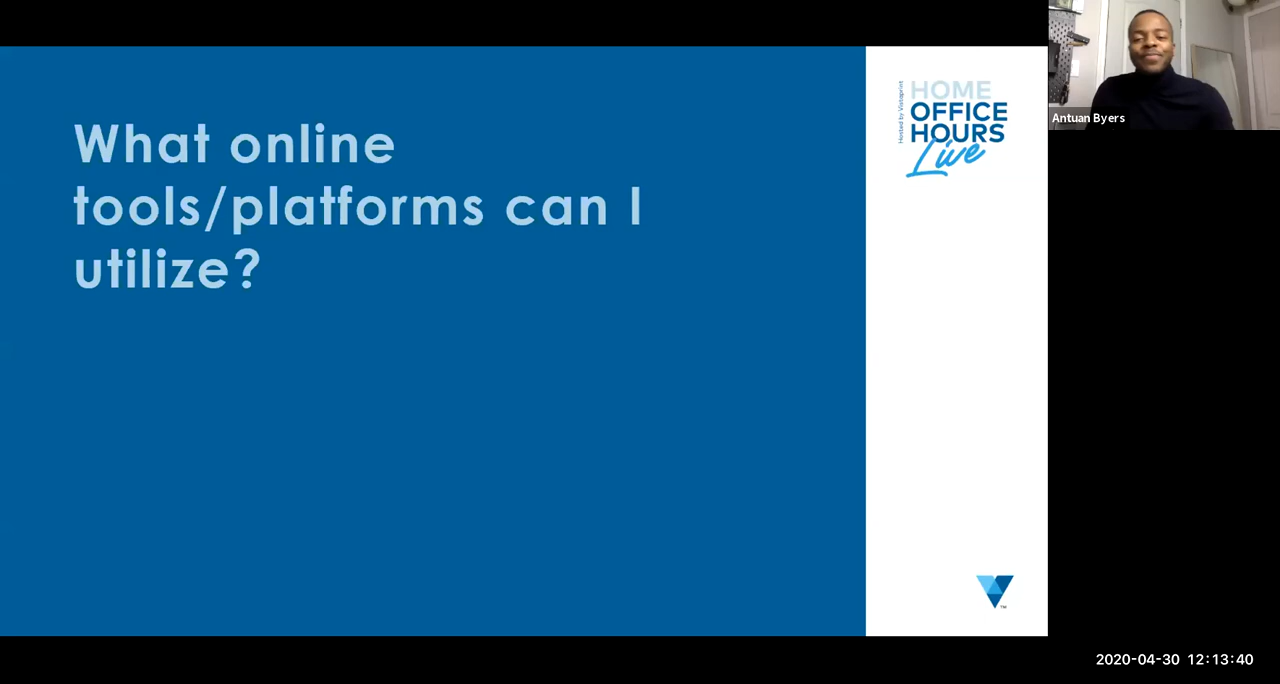 What online
tools/platforms can I
utilize?
Hosted by Vistaprint
HOME
OFFICE
HOURS
Live
TM
Antuan Byers
2020-04-30 12:13:40